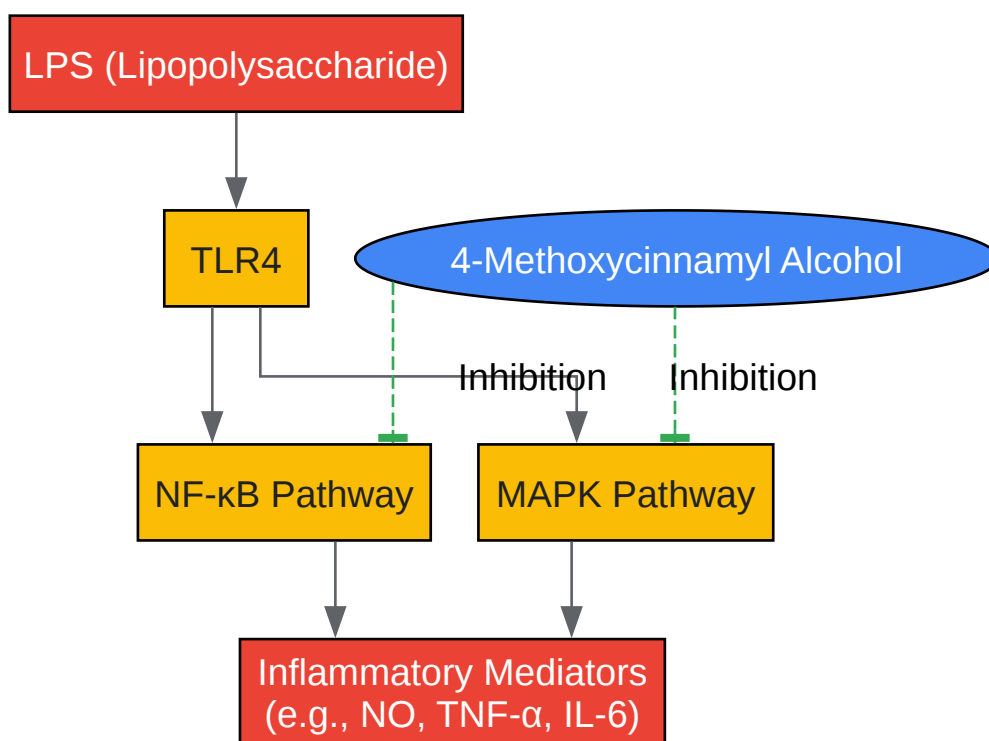 LPS (Lipopolysaccharide)
TLR4
4-Methoxycinnamyl Alcohol
Inhibition
Inhibition
NF-κB Pathway
MAPK Pathway
Inflammatory Mediators
(e.g., NO, TNF-α, IL-6)